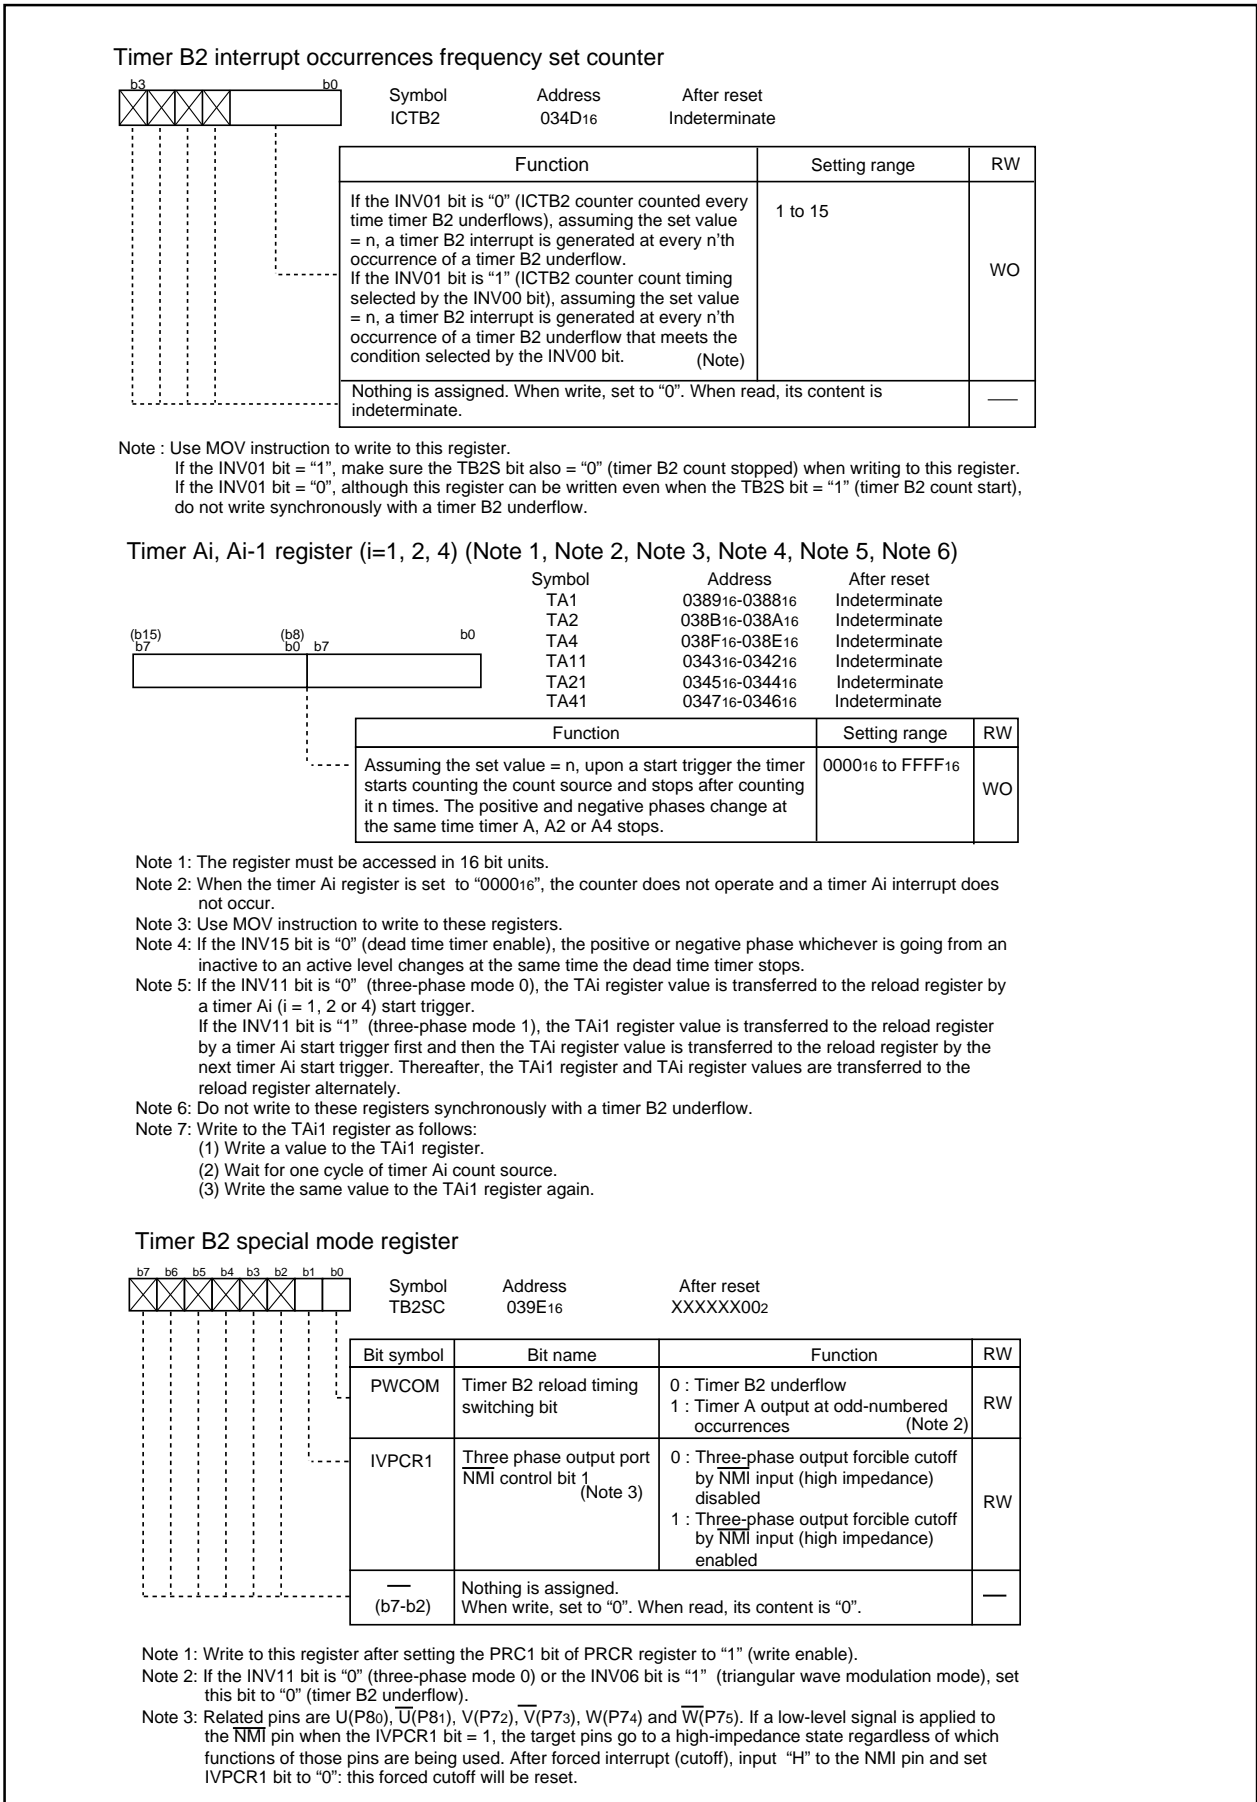 Timer B2 interrupt occurrences frequency set counter
b3 b0
Symbol Address After reset
ICTB2 034D16 Indeterminate
Function Setting range RW
If the INV01 bit is “0” (ICTB2 counter counted every
time timer B2 underflows), assuming the set value
= n, a timer B2 interrupt is generated at every n’th
occurrence of a timer B2 underflow.
If the INV01 bit is “1” (ICTB2 counter count timing
selected by the INV00 bit), assuming the set value
= n, a timer B2 interrupt is generated at every n’th
occurrence of a timer B2 underflow that meets the
condition selected by the INV00 bit. (Note)
1 to 15
WO
Nothing is assigned. When write, set to “0”. When read, its content is
indeterminate.
—
Note : Use MOV instruction to write to this register.
If the INV01 bit = “1”, make sure the TB2S bit also = “0” (timer B2 count stopped) when writing to this register.
If the INV01 bit = “0”, although this register can be written even when the TB2S bit = “1” (timer B2 count start),
do not write synchronously with a timer B2 underflow.
Timer Ai, Ai-1 register (i=1, 2, 4) (Note 1, Note 2, Note 3, Note 4, Note 5, Note 6)
Symbol Address After reset
TA1 038916-038816 Indeterminate
TA2 038B16-038A16 Indeterminate
TA4 038F16-038E16 Indeterminate
TA11 034316-034216 Indeterminate
TA21 034516-034416 Indeterminate
TA41 034716-034616 Indeterminate
(b15) (b8)
b7 b0 b7 b0
Function Setting range RW
Assuming the set value = n, upon a start trigger the timer
starts counting the count source and stops after counting
it n times. The positive and negative phases change at
the same time timer A, A2 or A4 stops.
000016 to FFFF16
WO
Note 1: The register must be accessed in 16 bit units.
Note 2: When the timer Ai register is set to “000016”, the counter does not operate and a timer Ai interrupt does
not occur.
Note 3: Use MOV instruction to write to these registers.
Note 4: If the INV15 bit is “0” (dead time timer enable), the positive or negative phase whichever is going from an
inactive to an active level changes at the same time the dead time timer stops.
Note 5: If the INV11 bit is “0” (three-phase mode 0), the TAi register value is transferred to the reload register by
a timer Ai (i = 1, 2 or 4) start trigger.
If the INV11 bit is “1” (three-phase mode 1), the TAi1 register value is transferred to the reload register
by a timer Ai start trigger first and then the TAi register value is transferred to the reload register by the
next timer Ai start trigger. Thereafter, the TAi1 register and TAi register values are transferred to the
reload register alternately.
Note 6: Do not write to these registers synchronously with a timer B2 underflow.
Note 7: Write to the TAi1 register as follows:
(1) Write a value to the TAi1 register.
(2) Wait for one cycle of timer Ai count source.
(3) Write the same value to the TAi1 register again.
Timer B2 special mode register
b7 b6 b5 b4 b3 b2 b1 b0
Symbol Address After reset
TB2SC 039E16 XXXXXX002
Bit symbol Bit name Function RW
PWCOM
Timer B2 reload timing
switching bit
0 : Timer B2 underflow
1 : Timer A output at odd-numbered
occurrences (Note 2)
RW
IVPCR1
Three phase output port
N̅M̅I̅ control bit 1
(Note 3)
0 : Three-phase output forcible cutoff
by N̅M̅I̅ input (high impedance)
disabled
1 : Three-phase output forcible cutoff
by N̅M̅I̅ input (high impedance)
enabled
RW
—
(b7-b2)
Nothing is assigned.
When write, set to “0”. When read, its content is “0”.
—
Note 1: Write to this register after setting the PRC1 bit of PRCR register to “1” (write enable).
Note 2: If the INV11 bit is “0” (three-phase mode 0) or the INV06 bit is “1” (triangular wave modulation mode), set
this bit to “0” (timer B2 underflow).
Note 3: Related pins are U(P80), U̅(P81), V(P72), V̅(P73), W(P74) and W̅(P75). If a low-level signal is applied to
the N̅M̅I̅ pin when the IVPCR1 bit = 1, the target pins go to a high-impedance state regardless of which
functions of those pins are being used. After forced interrupt (cutoff), input “H” to the NMI pin and set
IVPCR1 bit to “0”: this forced cutoff will be reset.